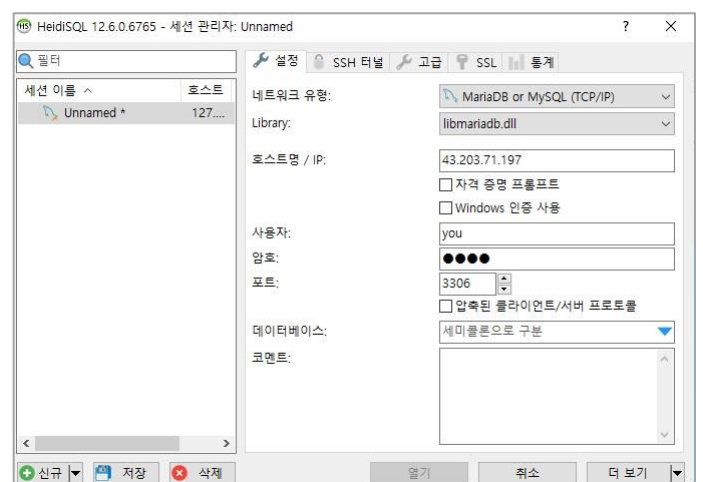 HeidiSQL 12.6.0.6765 - 세션 관리자: Unnamed ? ✕
필터
세션 이름 호스트
Unnamed * 127....
설정 SSH 터널 고급 SSL 통계
네트워크 유형: MariaDB or MySQL (TCP/IP)
Library: libmariadb.dll
호스트명 / IP: 43.203.71.197
자격 증명 프롬프트
Windows 인증 사용
사용자: you
암호: ●●●●
포트: 3306
압축된 클라이언트/서버 프로토콜
데이터베이스: 세미콜론으로 구분
코멘트:
신규 저장 삭제 열기 취소 더 보기